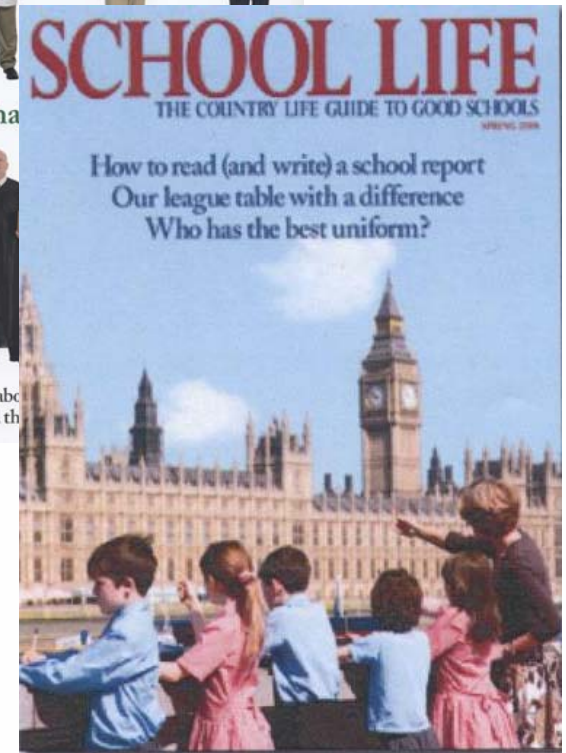 SCHOOL LIFE
THE COUNTRY LIFE GUIDE TO GOOD SCHOOLS
SPRING
How to read (and write) a school report
Our league table with a difference
Who has the best uniform?